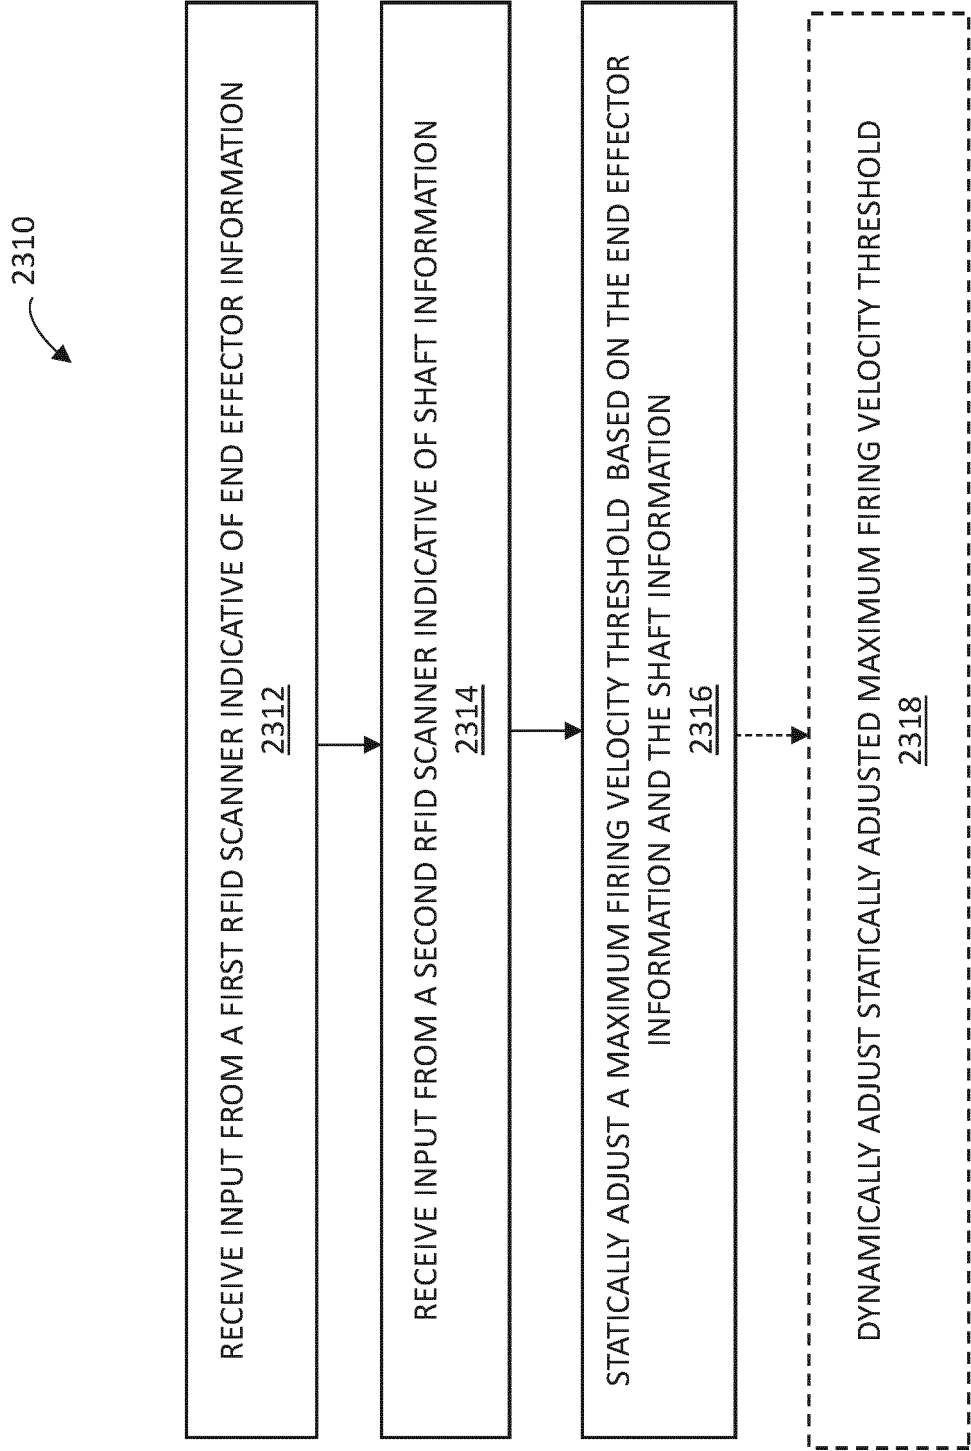 2310
RECEIVE INPUT FROM A FIRST RFID SCANNER INDICATIVE OF END EFFECTOR INFORMATION
2312
RECEIVE INPUT FROM A SECOND RFID SCANNER INDICATIVE OF SHAFT INFORMATION
2314
STATICALLY ADJUST A MAXIMUM FIRING VELOCITY THRESHOLD BASED ON THE END EFFECTOR
INFORMATION AND THE SHAFT INFORMATION
2316
DYNAMICALLY ADJUST STATICALLY ADJUSTED MAXIMUM FIRING VELOCITY THRESHOLD
2318